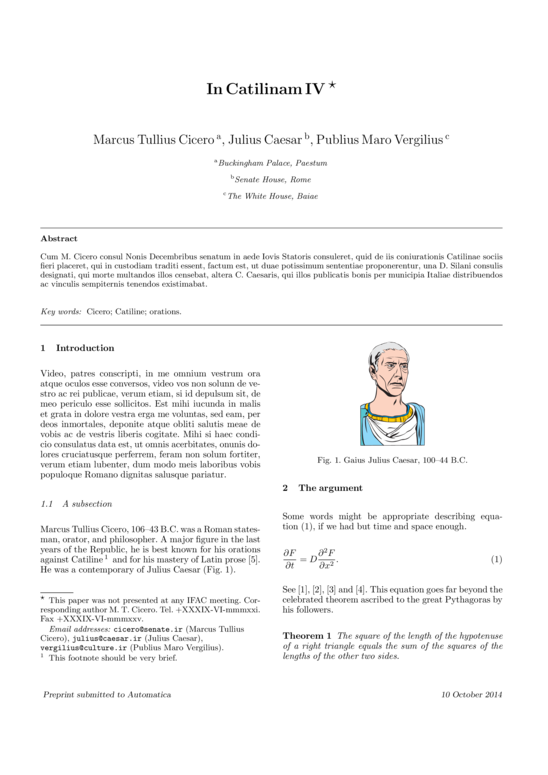 In Catilinam IV ⋆
Marcus Tullius Cicero a, Julius Caesar b, Publius Maro Vergilius c
a Buckingham Palace, Paestum
b Senate House, Rome
c The White House, Baiae
Abstract
Cum M. Cicero consul Nonis Decembribus senatum in aede Iovis Statoris consuleret, quid de iis coniurationis Catilinae sociis
fieri placeret, qui in custodiam traditi essent, factum est, ut duae potissimum sententiae proponerentur, una D. Silani consulis
designati, qui morte multandos illos censebat, altera C. Caesaris, qui illos publicatis bonis per municipia Italiae distribuendos
ac vinculis sempiternis tenendos existimabat.
Key words: Cicero; Catiline; orations.
1 Introduction
Video, patres conscripti, in me omnium vestrum ora
atque oculos esse conversos, video vos non solunn de ve-
stro ac rei publicae, verum etiam, si id depulsum sit, de
meo periculo esse sollicitos. Est mihi iucunda in malis
et grata in dolore vestra erga me voluntas, sed eam, per
deos inmortales, deponite atque obliti salutis meae de
vobis ac de vestris liberis cogitate. Mihi si haec condi-
cio consulatus data est, ut omnis acerbitates, onunis do-
lores cruciatusque perferrem, feram non solum fortiter,
verum etiam lubenter, dum modo meis laboribus vobis
populoque Romano dignitas salusque pariatur.
1.1 A subsection
Marcus Tullius Cicero, 106–43 B.C. was a Roman states-
man, orator, and philosopher. A major figure in the last
years of the Republic, he is best known for his orations
against Catiline 1 and for his mastery of Latin prose [5].
He was a contemporary of Julius Caesar (Fig. 1).
⋆ This paper was not presented at any IFAC meeting. Cor-
responding author M. T. Cicero. Tel. +XXXIX-VI-mmmxxi.
Fax +XXXIX-VI-mmmxxv.
Email addresses: cicero@senate.ir (Marcus Tullius
Cicero), julius@caesar.ir (Julius Caesar),
vergilius@culture.ir (Publius Maro Vergilius).
1 This footnote should be very brief.
Fig. 1. Gaius Julius Caesar, 100–44 B.C.
2 The argument
Some words might be appropriate describing equa-
tion (1), if we had but time and space enough.
∂F/∂t = D ∂²F/∂x². (1)
See [1], [2], [3] and [4]. This equation goes far beyond the
celebrated theorem ascribed to the great Pythagoras by
his followers.
Theorem 1 The square of the length of the hypotenuse
of a right triangle equals the sum of the squares of the
lengths of the other two sides.
Preprint submitted to Automatica
10 October 2014